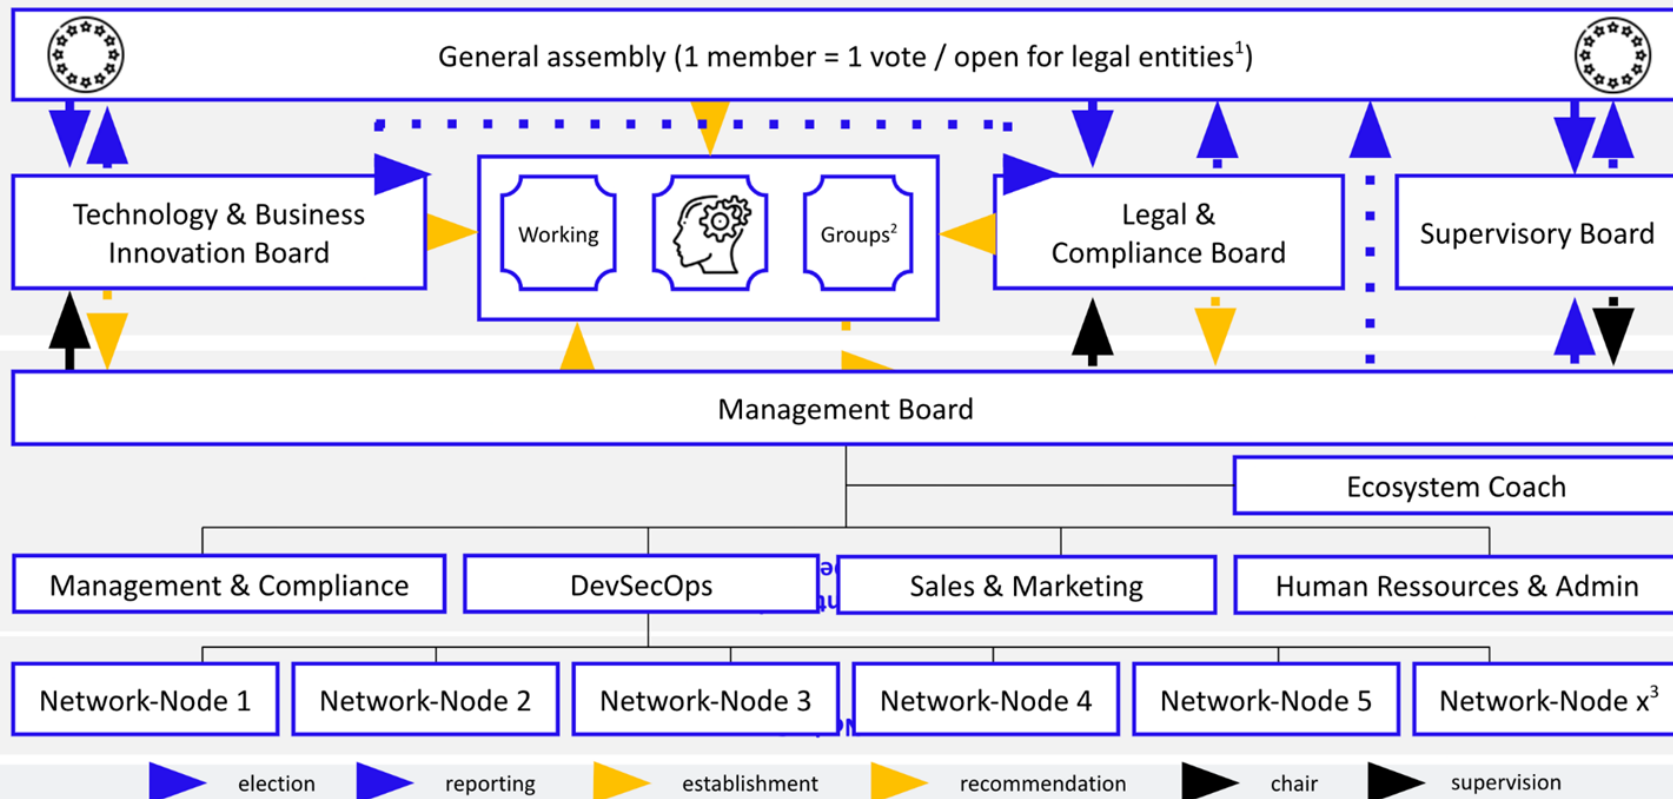 General assembly (1 member = 1 vote / open for legal entities¹)
Technology & Business
Innovation Board
Working
Groups²
Legal &
Compliance Board
Supervisory Board
Management Board
Ecosystem Coach
Management & Compliance
DevSecOps
Sales & Marketing
Human Ressources & Admin
Network-Node 1
Network-Node 2
Network-Node 3
Network-Node 4
Network-Node 5
Network-Node x³
election
reporting
establishment
recommendation
chair
supervision